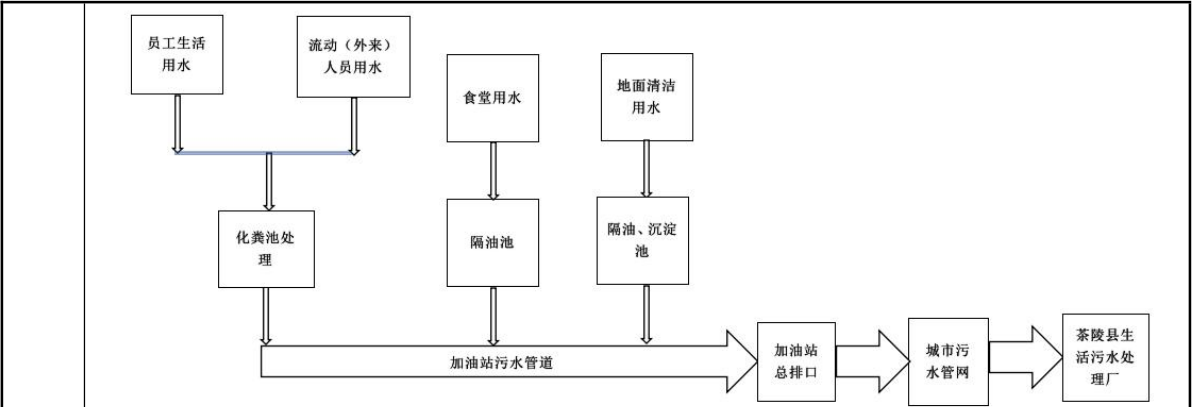 员工生活
用水
流动（外来）
人员用水
食堂用水
地面清洁
用水
化粪池处
理
隔油池
隔油、沉淀
池
加油站污水管道
加油站
总排口
城市污
水管网
茶陵县生
活污水处
理厂